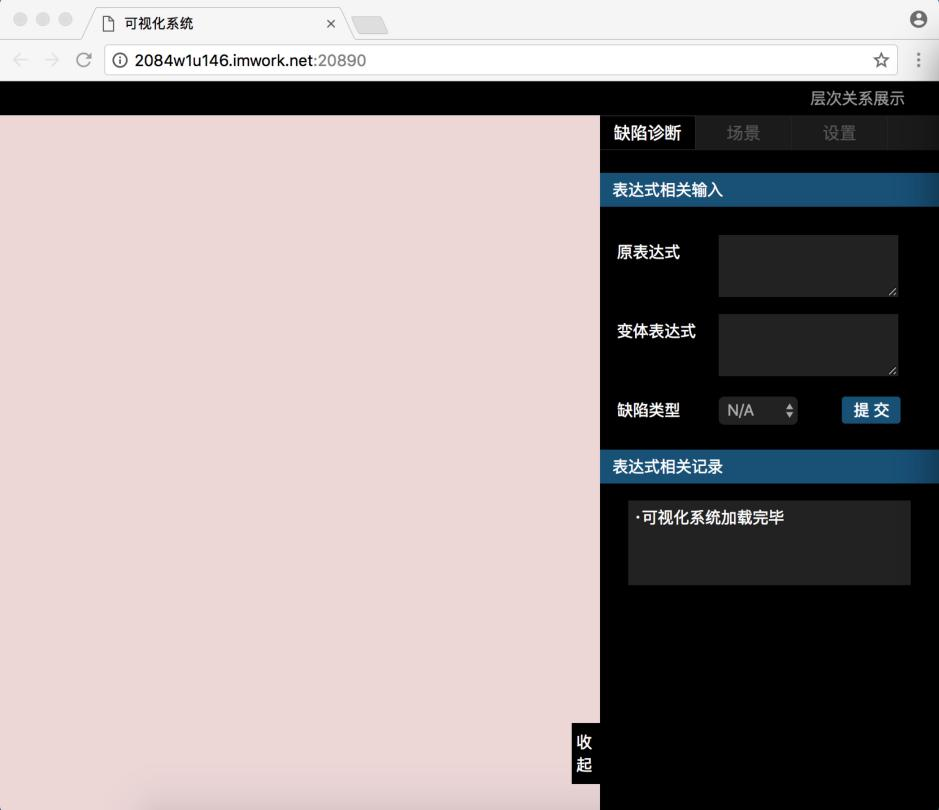 可视化系统
2084w1u146.imwork.net:20890
层次关系展示
缺陷诊断 场景 设置
表达式相关输入
原表达式
变体表达式
缺陷类型 N/A 提 交
表达式相关记录
·可视化系统加载完毕
收
起